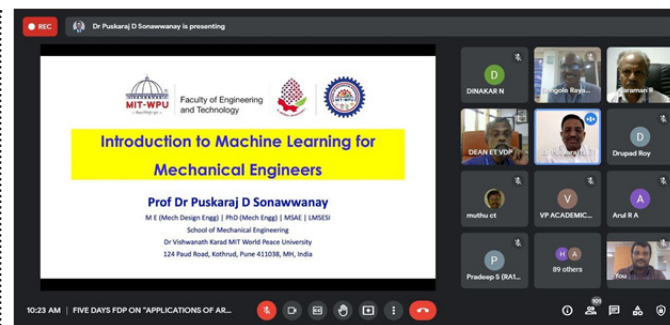 REC
Dr Puskaraj D Sonawwanay is presenting
MIT-WPU
Faculty of Engineering
and Technology
Introduction to Machine Learning for
Mechanical Engineers
Prof Dr Puskaraj D Sonawwanay
M E (Mech Design Engg) | PhD (Mech Engg) | MSAE | LMSESI
School of Mechanical Engineering
Dr Vishwanath Karad MIT World Peace University
124 Paud Road, Kothrud, Pune 411038, MH, India
D
DINAKAR N
DEAN ET VDP
D
Drupad Roy
muthu ct
V
VP ACADEMIC...
A
Arul R A
P
Pradeep S (RA1...
H A
89 others
You
10:23 AM | FIVE DAYS FDP ON "APPLICATIONS OF AR...
101